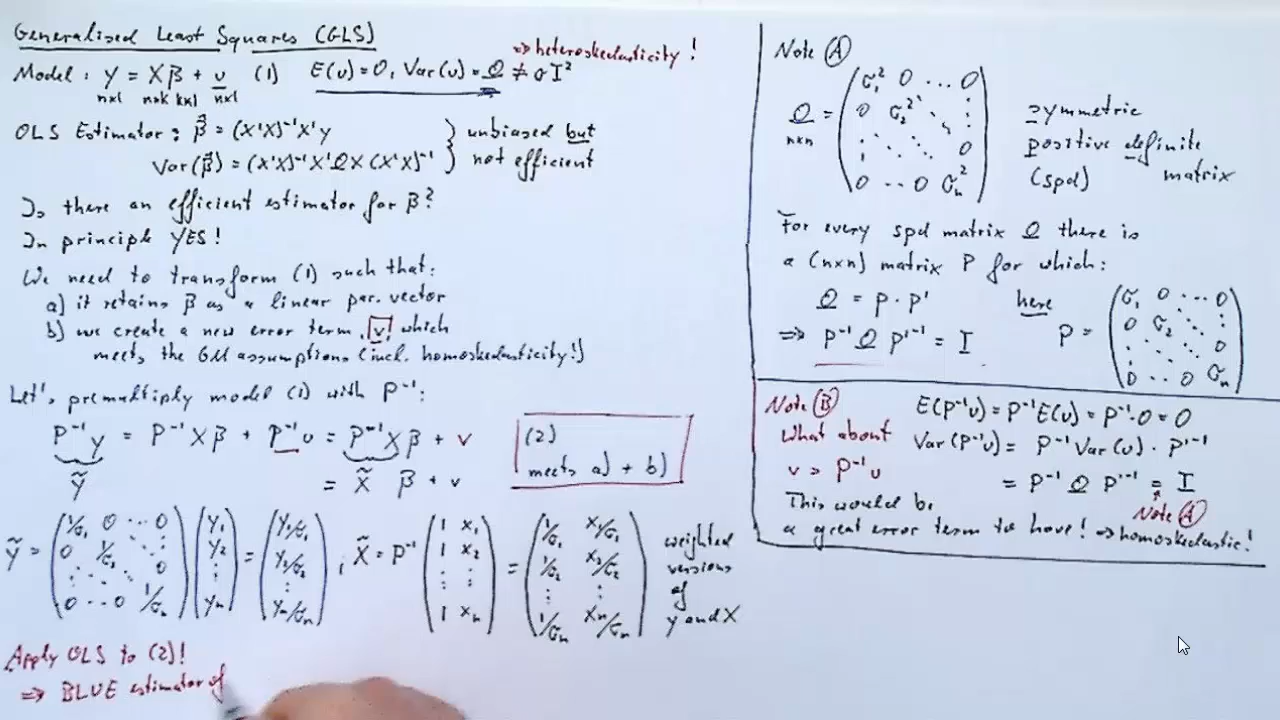 Generalised Least Squares (GLS)
Model: y = Xβ + u (1) E(u) = 0, Var(u) = Ω ≠ σI² ⇒ heteroskedasticity!
n×1 n×k k×1 n×1
OLS Estimator: β̂ = (X'X)⁻¹X'y } unbiased but
Var(β̂) = (X'X)⁻¹X'ΩX(X'X)⁻¹ } not efficient
Is there an efficient estimator for β?
In principle YES!
We need to transform (1) such that:
a) it retains β as a linear par. vector
b) we create a new error term, v, which
meets the GM assumptions (incl. homoskedasticity!)
Let's premultiply model (1) with P⁻¹:
P⁻¹y = P⁻¹Xβ + P⁻¹u = P⁻¹Xβ + v
ỹ = X̃ β + v
(2)
meets a) + b)
ỹ = (1/σ₁ 0 ⋯ 0 (y₁ (y₁/σ₁ ; X̃ = P⁻¹ (1 x₁ = (1/σ₁ x₁/σ₁ weighted
0 1/σ₂ ⋱ ⋮ y₂ = y₂/σ₂ 1 x₂ 1/σ₂ x₂/σ₂ versions
⋮ ⋱ ⋱ 0 ⋮ ⋮ ⋮ ⋮ ⋮ ⋮ of
0 ⋯ 0 1/σₙ) yₙ) yₙ/σₙ) 1 xₙ) 1/σₙ xₙ/σₙ) y and X
Apply OLS to (2)!
⇒ BLUE estimator of
Note (A)
Ω = (σ₁² 0 ⋯ 0
n×n 0 σ₂² ⋱ ⋮
⋮ ⋱ ⋱ 0
0 ⋯ 0 σₙ²)
symmetric
positive definite
(spd) matrix
For every spd matrix Ω there is
a (n×n) matrix P for which:
Ω = P · P'
⇒ P⁻¹ Ω P'⁻¹ = I
here
P = (σ₁ 0 ⋯ 0
0 σ₂ ⋱ ⋮
⋮ ⋱ ⋱ 0
0 ⋯ 0 σₙ)
Note (B)
What about
v = P⁻¹u
E(P⁻¹u) = P⁻¹E(u) = P⁻¹·0 = 0
Var(P⁻¹u) = P⁻¹Var(u) · P'⁻¹
= P⁻¹ Ω P'⁻¹ = I
Note (A)
This would be
a great error term to have! ⇒ homoskedastic!